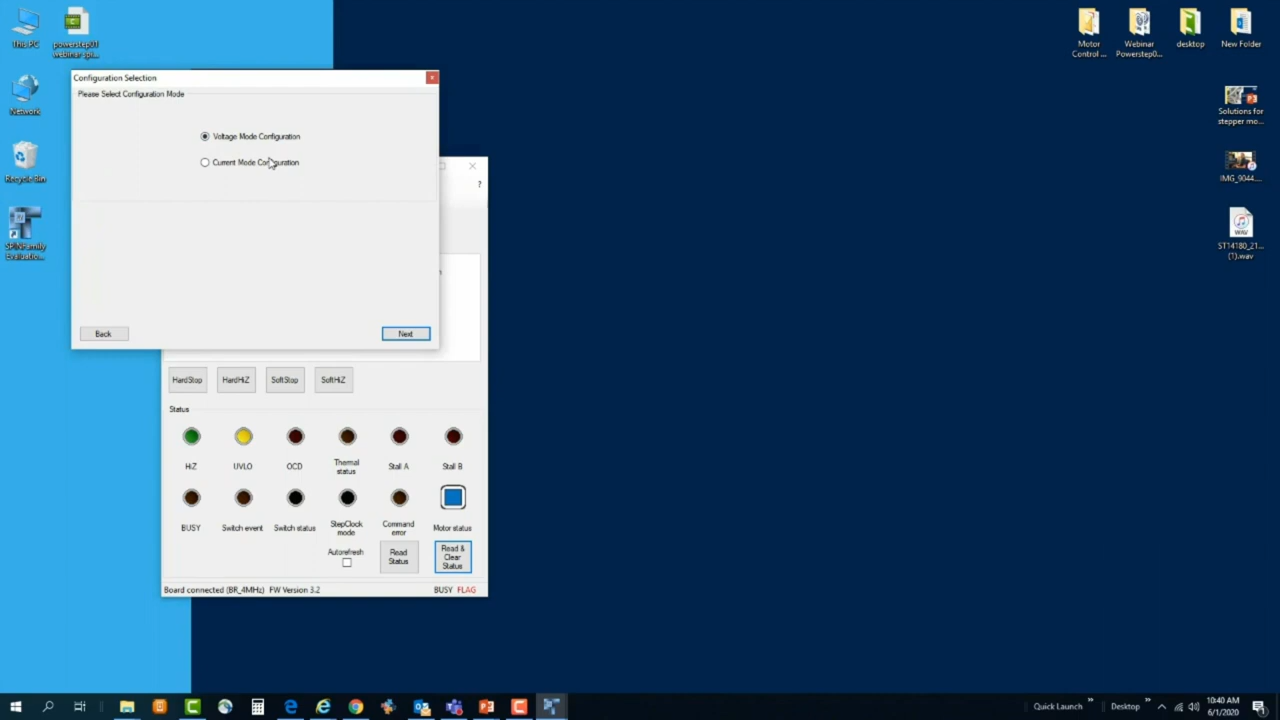 This PC
powerstep01
webinar spi...
Network
Recycle Bin
SPINFamily
Evaluatio...
Configuration Selection
Please Select Configuration Mode
Voltage Mode Configuration
Current Mode Configuration
Back
Next
?
HardStop
HardHiZ
SoftStop
SoftHiZ
Status
HiZ
UVLO
OCD
Thermal
status
Stall A
Stall B
BUSY
Switch event
Switch status
StepClock
mode
Command
error
Motor status
Autorefresh
Read
Status
Read &
Clear
Status
Board connected (BR_4MHz) FW Version 3.2
BUSY FLAG
Motor
Control ...
Webinar
Powerstep0...
desktop
New Folder
Solutions for
stepper mo...
IMG_9044....
ST14180_21...
(1).wav
Quick Launch
Desktop
10:40 AM
6/1/2020